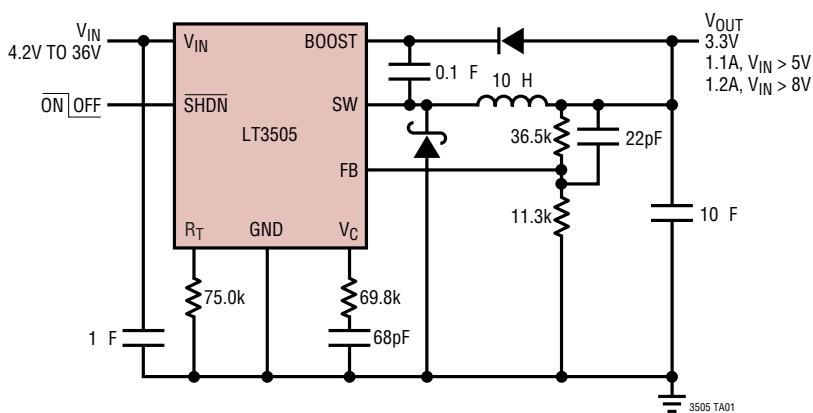 VIN
4.2V TO 36V
ON OFF
VIN
BOOST
SHDN
SW
LT3505
FB
RT
GND
VC
0.1 F
10 H
36.5k
22pF
11.3k
10 F
75.0k
69.8k
68pF
1 F
VOUT
3.3V
1.1A, VIN > 5V
1.2A, VIN > 8V
3505 TA01